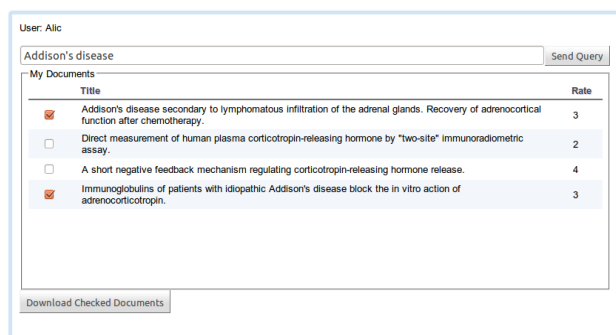 User: Alic
Addison's disease
Send Query
My Documents
Title Rate
Addison's disease secondary to lymphomatous infiltration of the adrenal glands. Recovery of adrenocortical 3
function after chemotherapy.
Direct measurement of human plasma corticotropin-releasing hormone by "two-site" immunoradiometric 2
assay.
A short negative feedback mechanism regulating corticotropin-releasing hormone release. 4
Immunoglobulins of patients with idiopathic Addison's disease block the in vitro action of 3
adrenocorticotropin.
Download Checked Documents